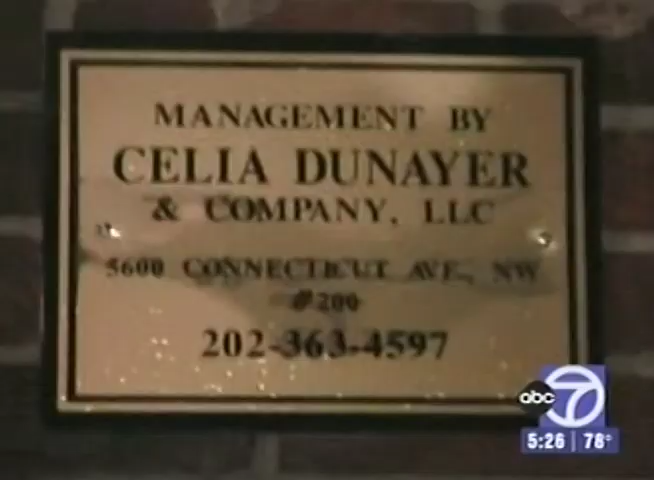 MANAGEMENT BY
CELIA DUNAYER
& COMPANY, LLC
5600 CONNECTICUT AVE., NW
#200
202-363-4597
abc 7
5:26 78°